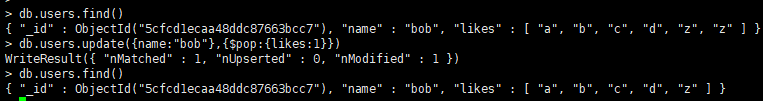 > db.users.find()
{ "_id" : ObjectId("5cfcd1ecaa48ddc87663bcc7"), "name" : "bob", "likes" : [ "a", "b", "c", "d", "z", "z" ] }
> db.users.update({name:"bob"},{$pop:{likes:1}})
WriteResult({ "nMatched" : 1, "nUpserted" : 0, "nModified" : 1 })
> db.users.find()
{ "_id" : ObjectId("5cfcd1ecaa48ddc87663bcc7"), "name" : "bob", "likes" : [ "a", "b", "c", "d", "z" ] }